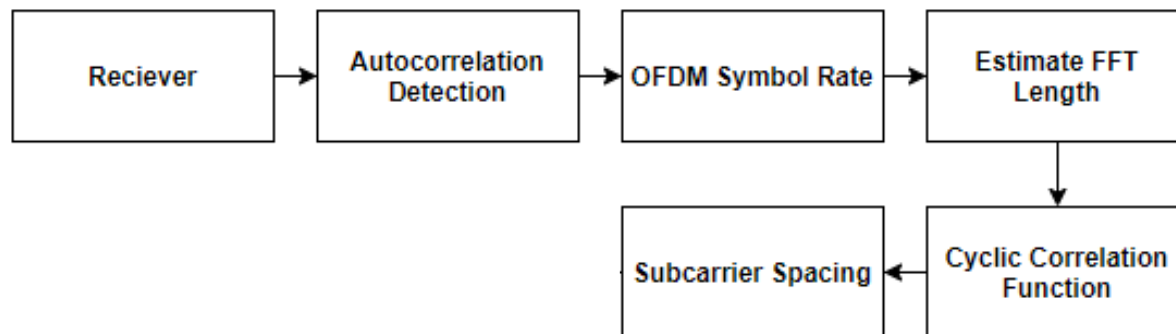 Reciever
Autocorrelation
Detection
OFDM Symbol Rate
Estimate FFT
Length
Cyclic Correlation
Function
Subcarrier Spacing